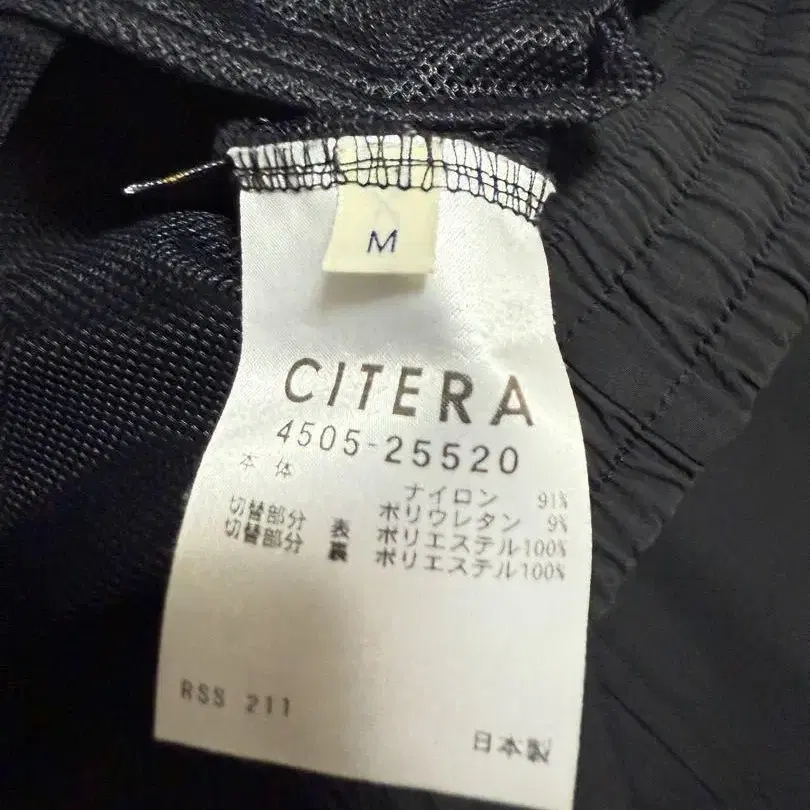 M
CITERA
4505-25520
本体 ナイロン 91%
ポリウレタン 9%
切替部分 表 ポリエステル100%
切替部分 裏 ポリエステル100%
RSS 211
日本製